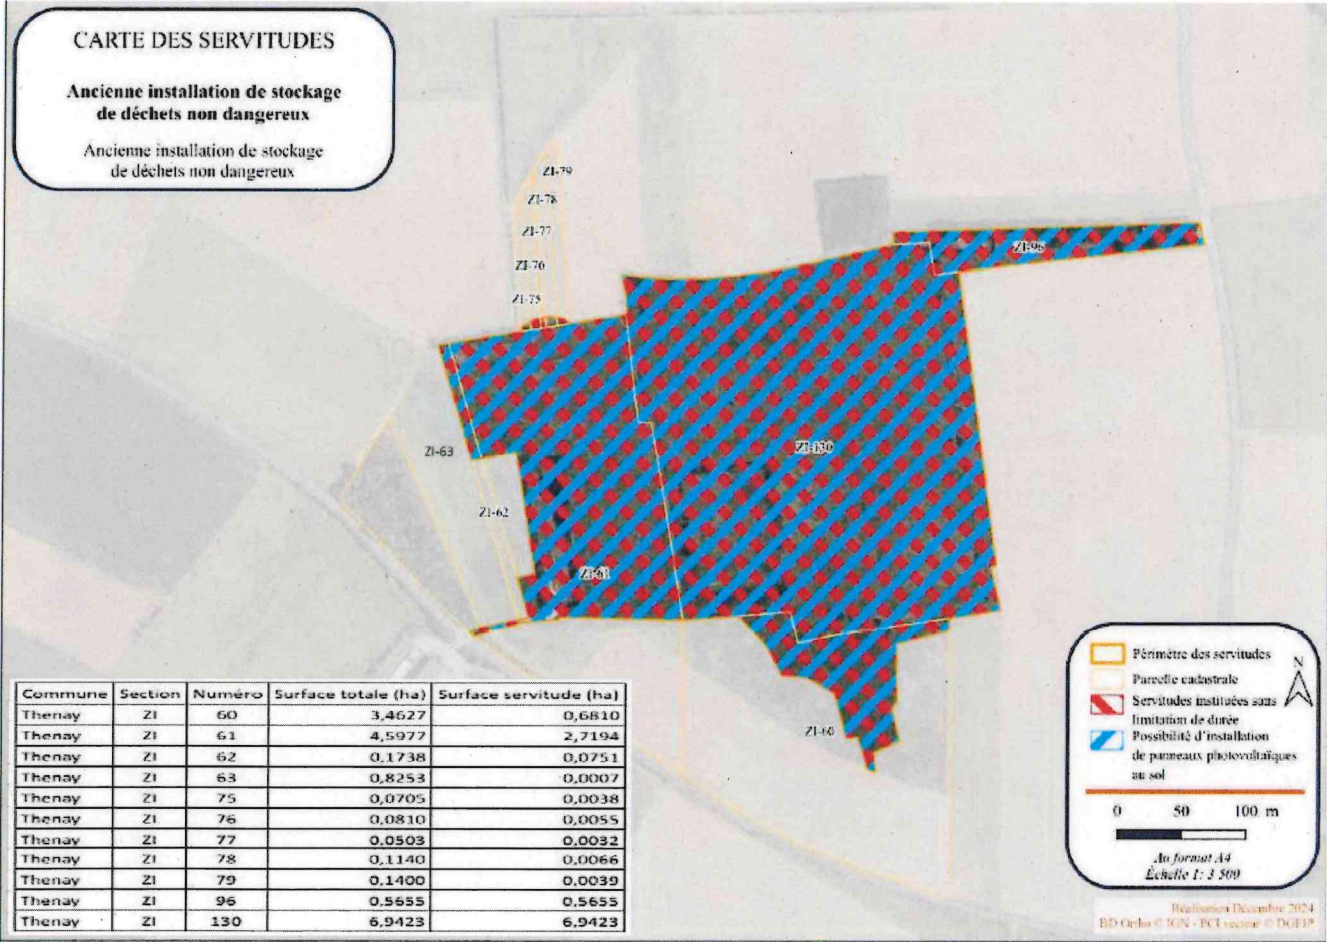 CARTE DES SERVITUDES
Ancienne installation de stockage
de déchets non dangereux
Ancienne installation de stockage
de déchets non dangereux
ZI-79
ZI-78
ZI-77
ZI-76
ZI-75
ZI-96
ZI-63
ZI-130
ZI-62
ZI-61
ZI-60
Commune Section Numéro Surface totale (ha) Surface servitude (ha)
Thenay ZI 60 3,4627 0,6810
Thenay ZI 61 4,5977 2,7194
Thenay ZI 62 0,1738 0,0751
Thenay ZI 63 0,8253 0,0007
Thenay ZI 75 0,0705 0,0038
Thenay ZI 76 0,0810 0,0055
Thenay ZI 77 0,0503 0,0032
Thenay ZI 78 0,1140 0,0066
Thenay ZI 79 0,1400 0,0039
Thenay ZI 96 0,5655 0,5655
Thenay ZI 130 6,9423 6,9423
Périmètre des servitudes
N
Parcelle cadastrale
Servitudes instituées sans
limitation de durée
Possibilité d'installation
de panneaux photovoltaïques
au sol
0 50 100 m
Au format A4
Échelle 1: 3 500
Réalisation Décembre 2024
BD Ortho © IGN - PCI vecteur © DGFIP